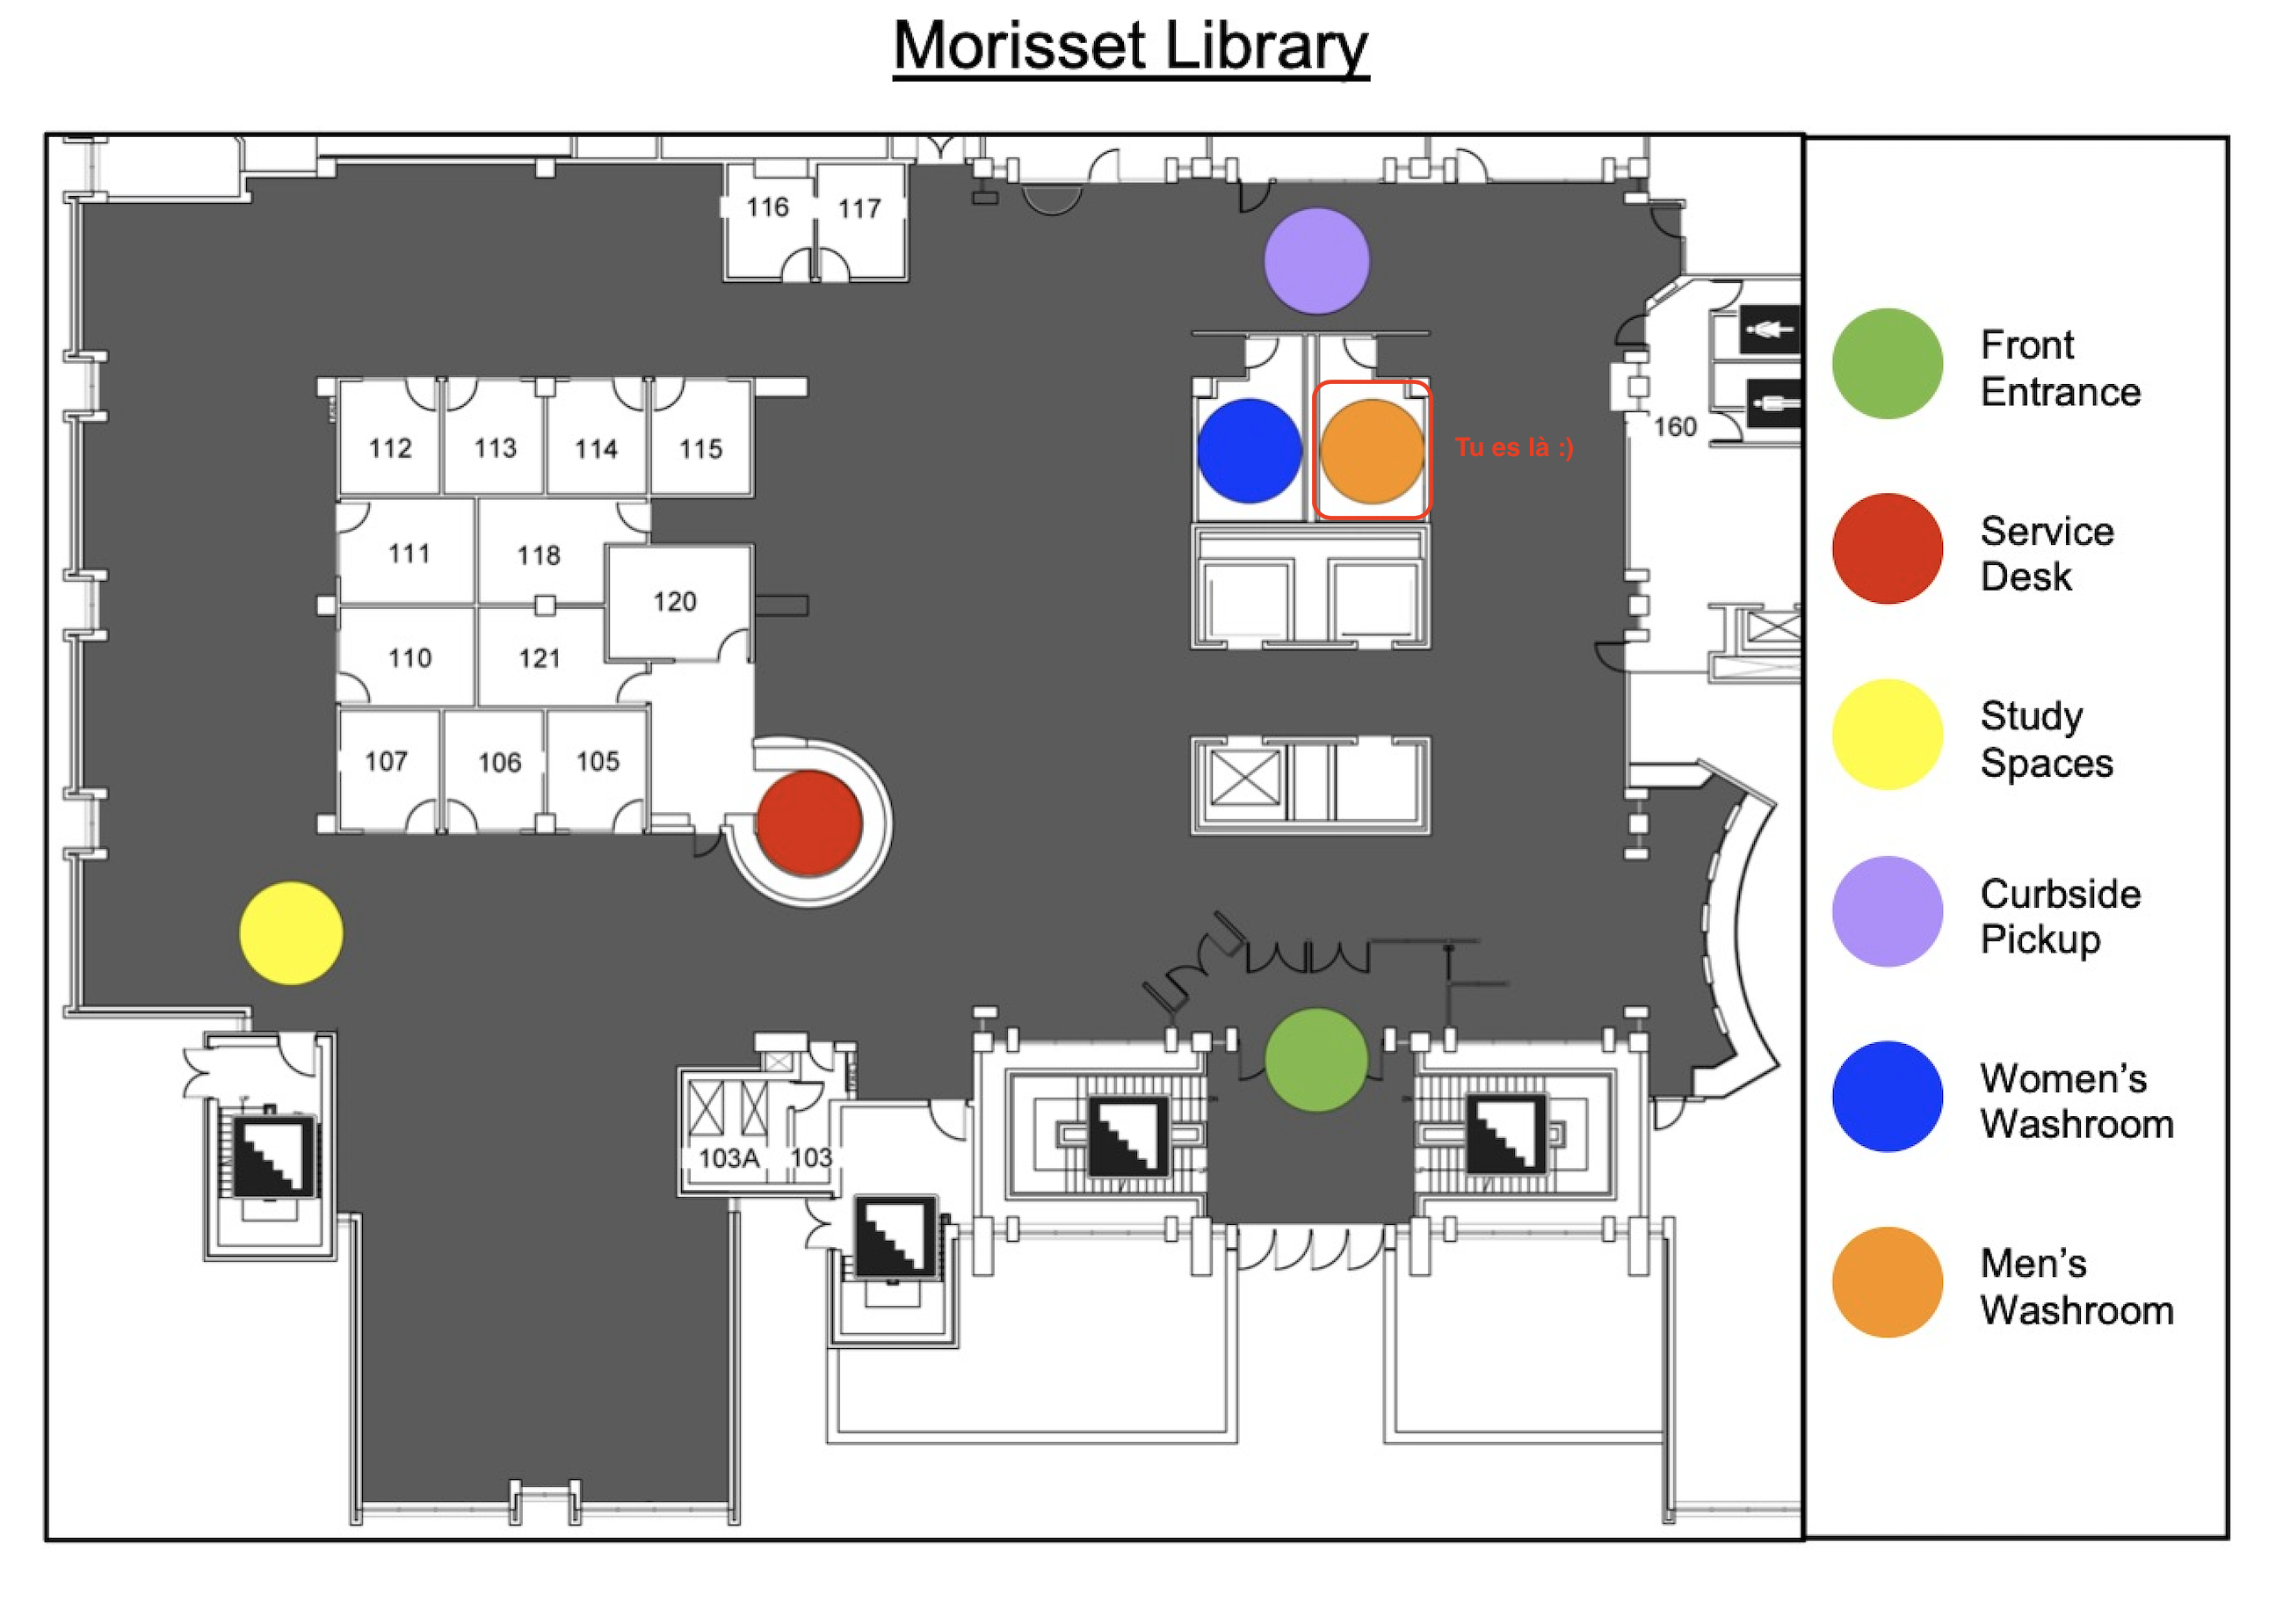 Morisset Library
116
117
112
113
114
115
Tu es là :)
160
111
118
120
110
121
107
106
105
103A
103
Front
Entrance
Service
Desk
Study
Spaces
Curbside
Pickup
Women’s
Washroom
Men’s
Washroom